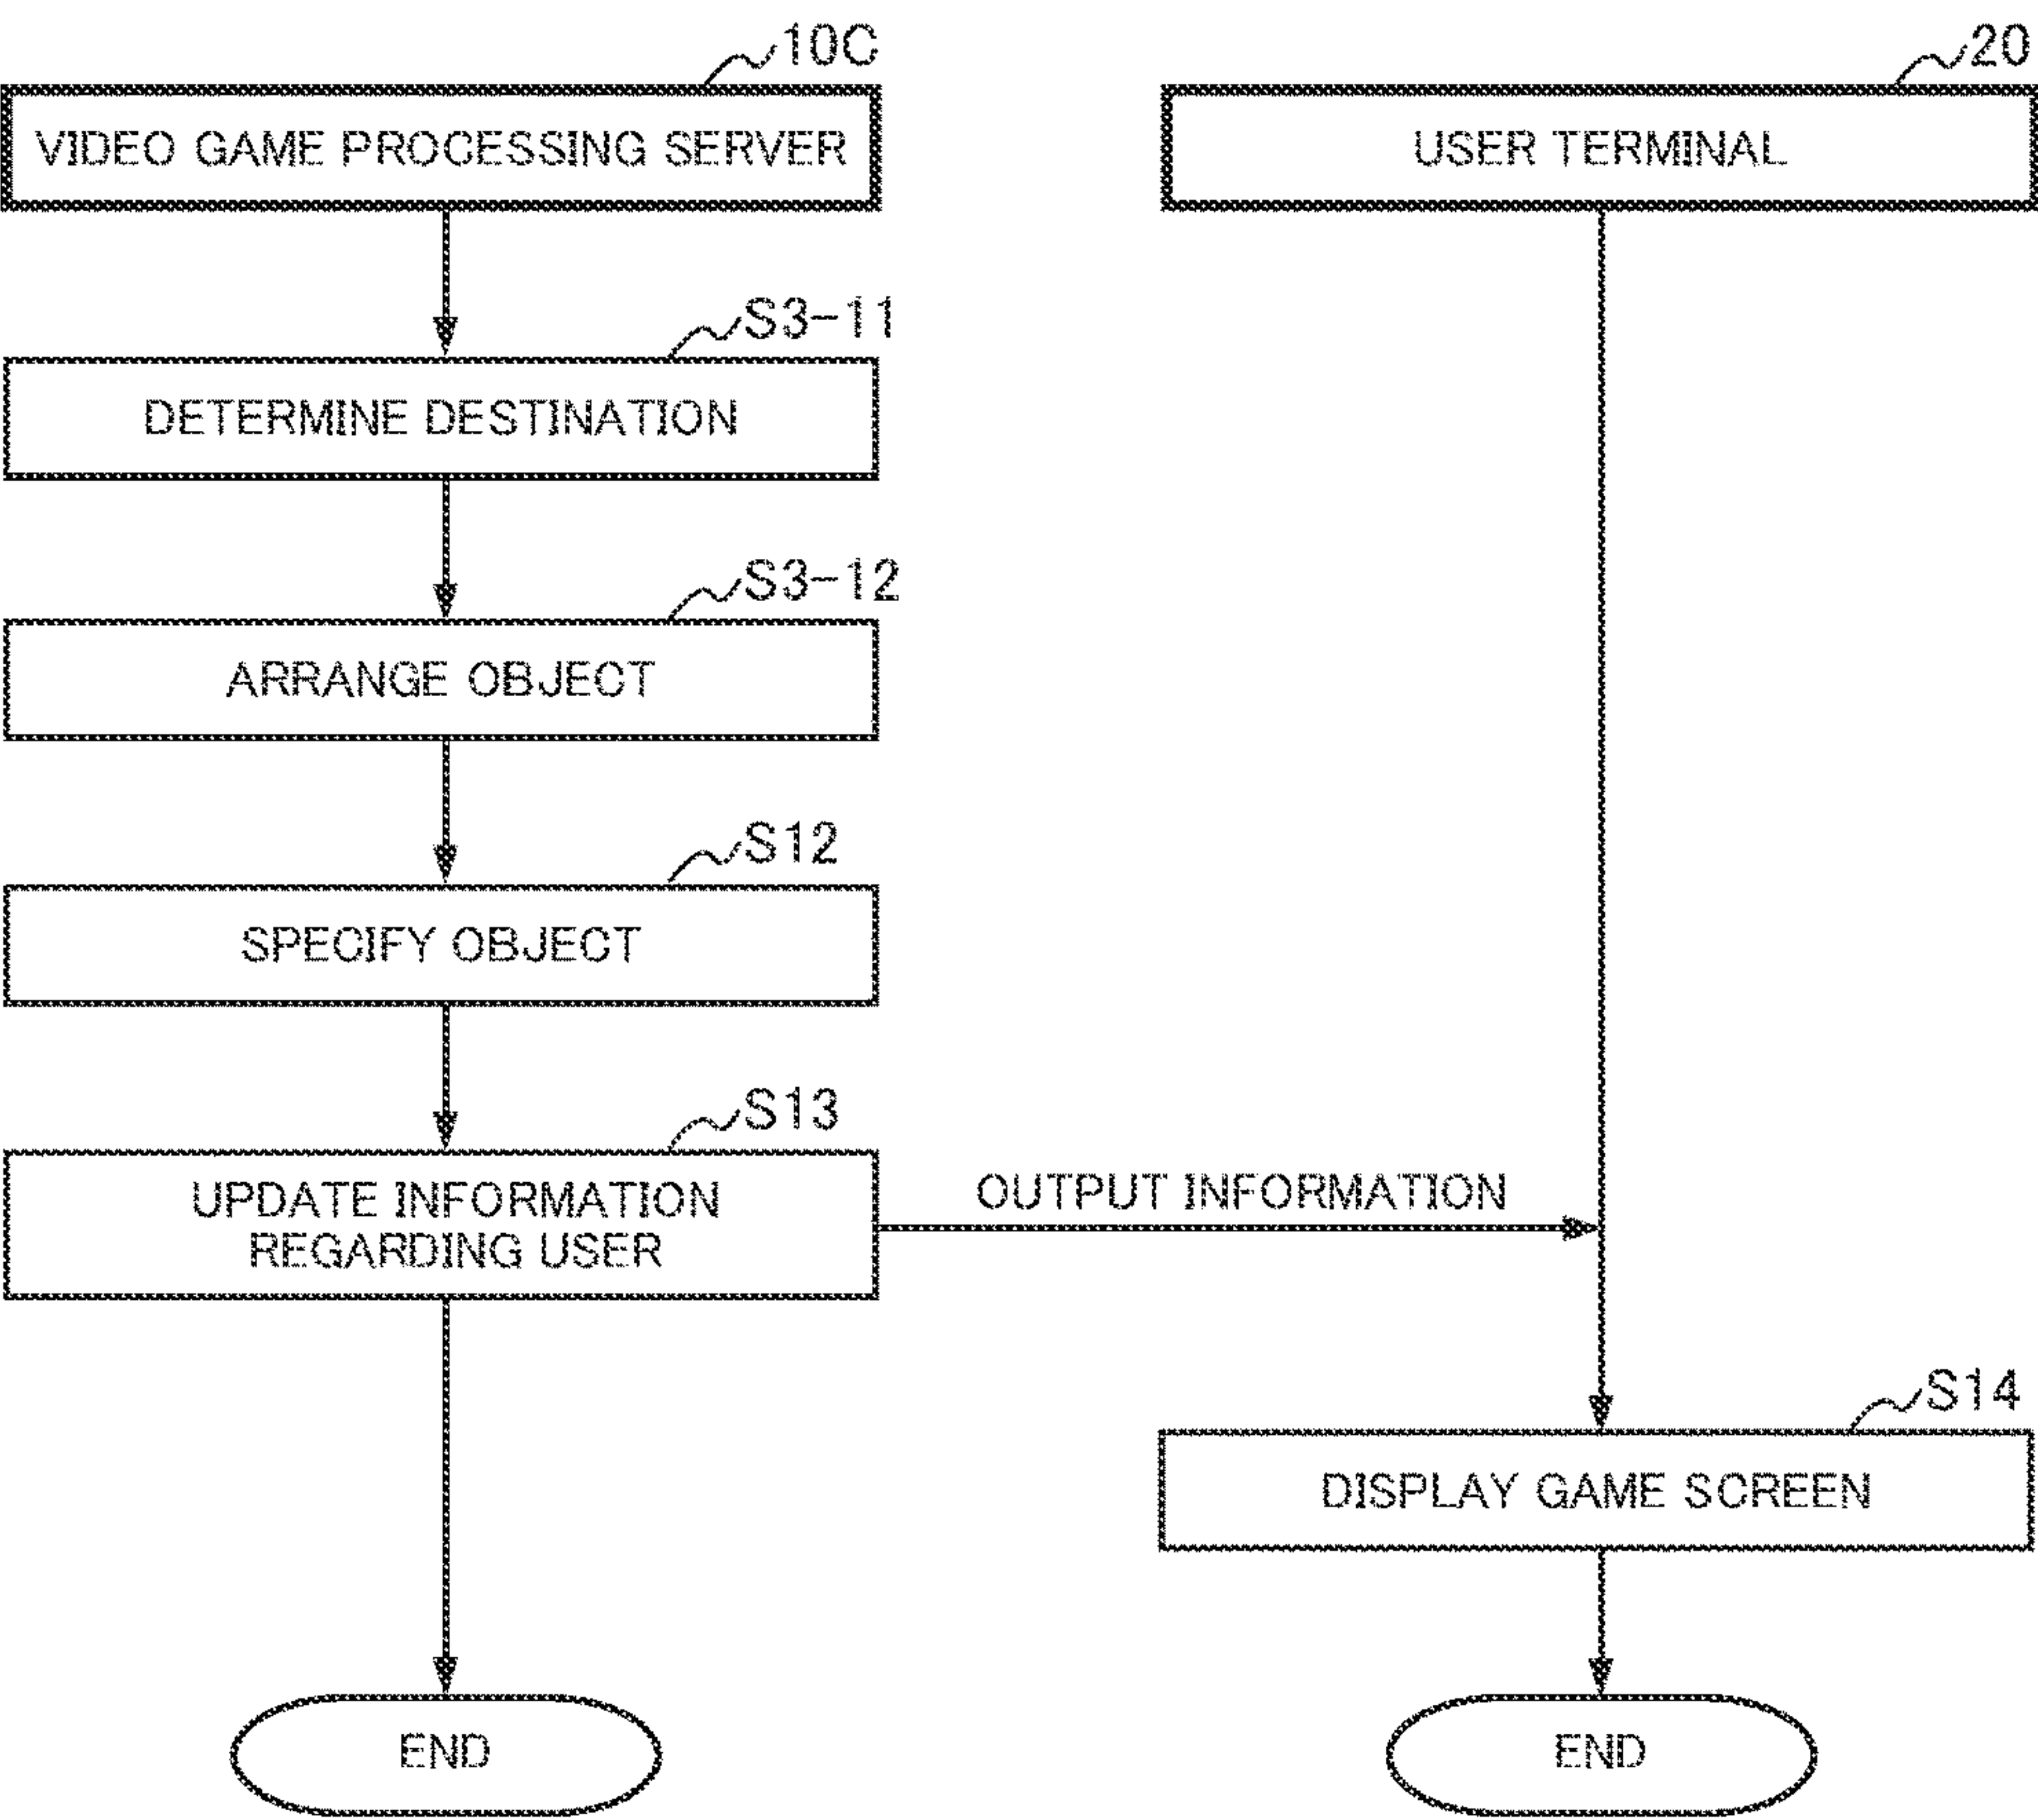 10C
VIDEO GAME PROCESSING SERVER
20
USER TERMINAL
S3-11
DETERMINE DESTINATION
S3-12
ARRANGE OBJECT
S12
SPECIFY OBJECT
S13
UPDATE INFORMATION
REGARDING USER
OUTPUT INFORMATION
S14
DISPLAY GAME SCREEN
END
END